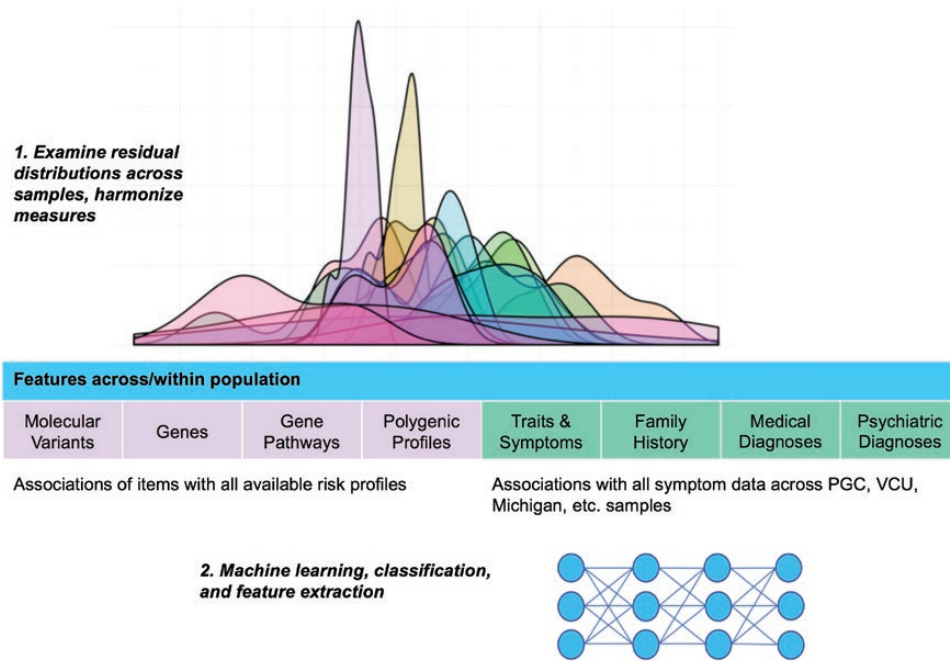 1. Examine residual
distributions across
samples, harmonize
measures
Features across/within population
Molecular
Variants
Genes
Gene
Pathways
Polygenic
Profiles
Traits &
Symptoms
Family
History
Medical
Diagnoses
Psychiatric
Diagnoses
Associations of items with all available risk profiles
Associations with all symptom data across PGC, VCU,
Michigan, etc. samples
2. Machine learning, classification,
and feature extraction